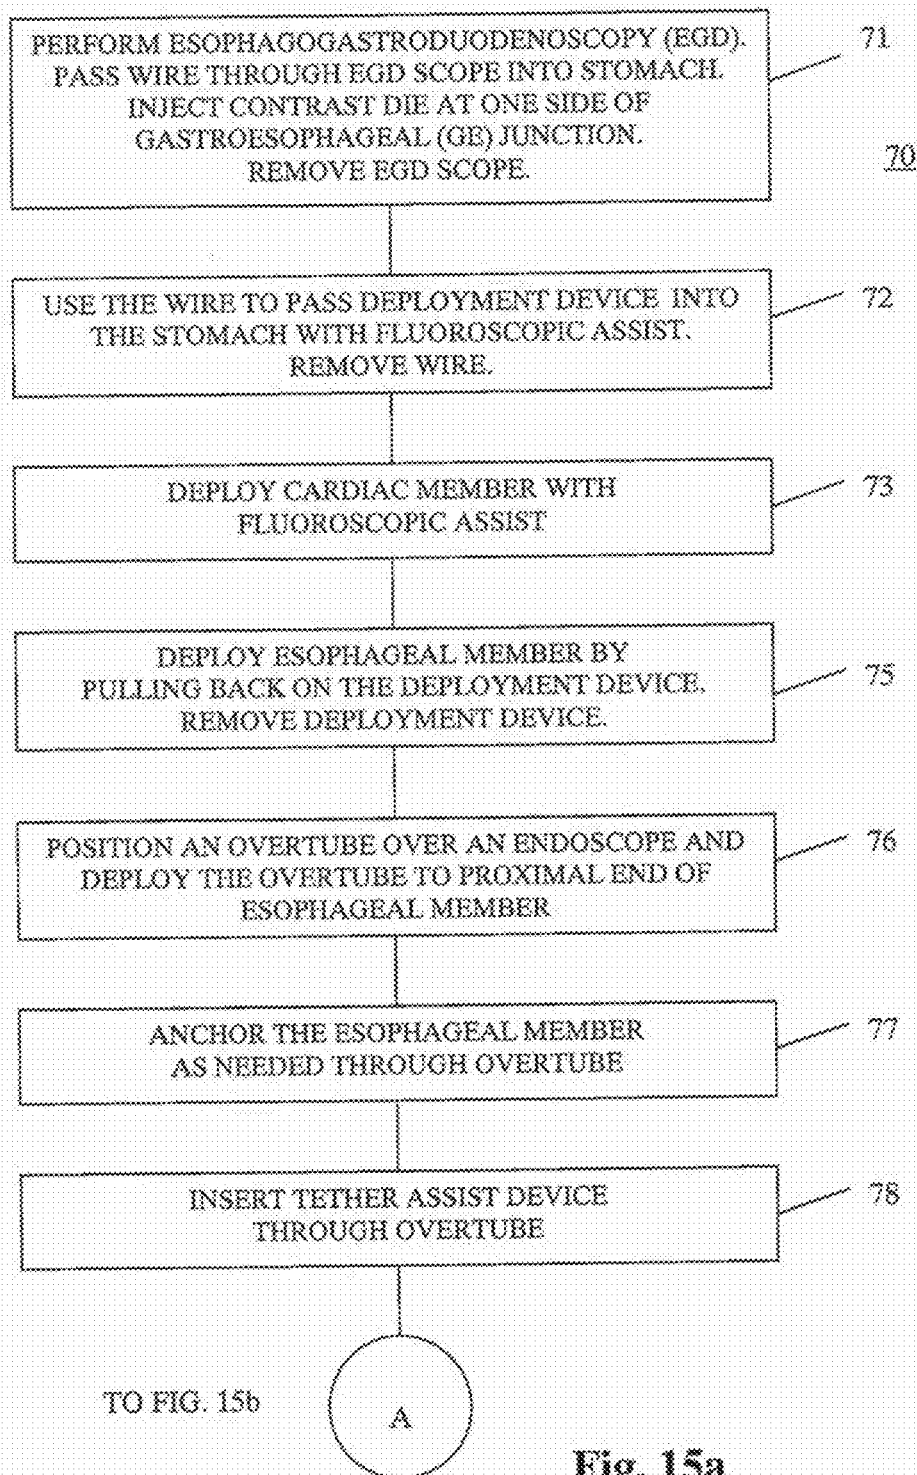 PERFORM ESOPHAGOGASTRODUODENOSCOPY (EGD).
PASS WIRE THROUGH EGD SCOPE INTO STOMACH.
INJECT CONTRAST DIE AT ONE SIDE OF
GASTROESOPHAGEAL (GE) JUNCTION.
REMOVE EGD SCOPE.
71
70
USE THE WIRE TO PASS DEPLOYMENT DEVICE INTO
THE STOMACH WITH FLUOROSCOPIC ASSIST.
REMOVE WIRE.
72
DEPLOY CARDIAC MEMBER WITH
FLUOROSCOPIC ASSIST
73
DEPLOY ESOPHAGEAL MEMBER BY
PULLING BACK ON THE DEPLOYMENT DEVICE.
REMOVE DEPLOYMENT DEVICE.
75
POSITION AN OVERTUBE OVER AN ENDOSCOPE AND
DEPLOY THE OVERTUBE TO PROXIMAL END OF
ESOPHAGEAL MEMBER
76
ANCHOR THE ESOPHAGEAL MEMBER
AS NEEDED THROUGH OVERTUBE
77
INSERT TETHER ASSIST DEVICE
THROUGH OVERTUBE
78
TO FIG. 15b
A
Fig. 15a